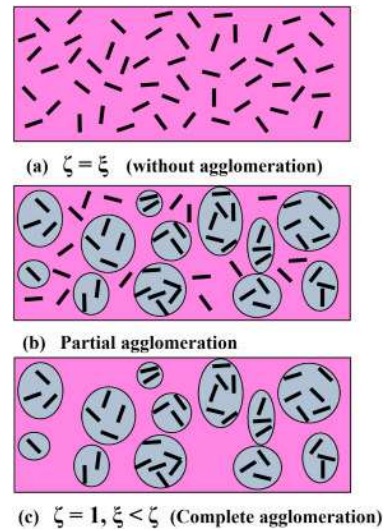 (a) ζ = ξ (without agglomeration)
(b) Partial agglomeration
(c) ζ = 1, ξ < ζ (Complete agglomeration)